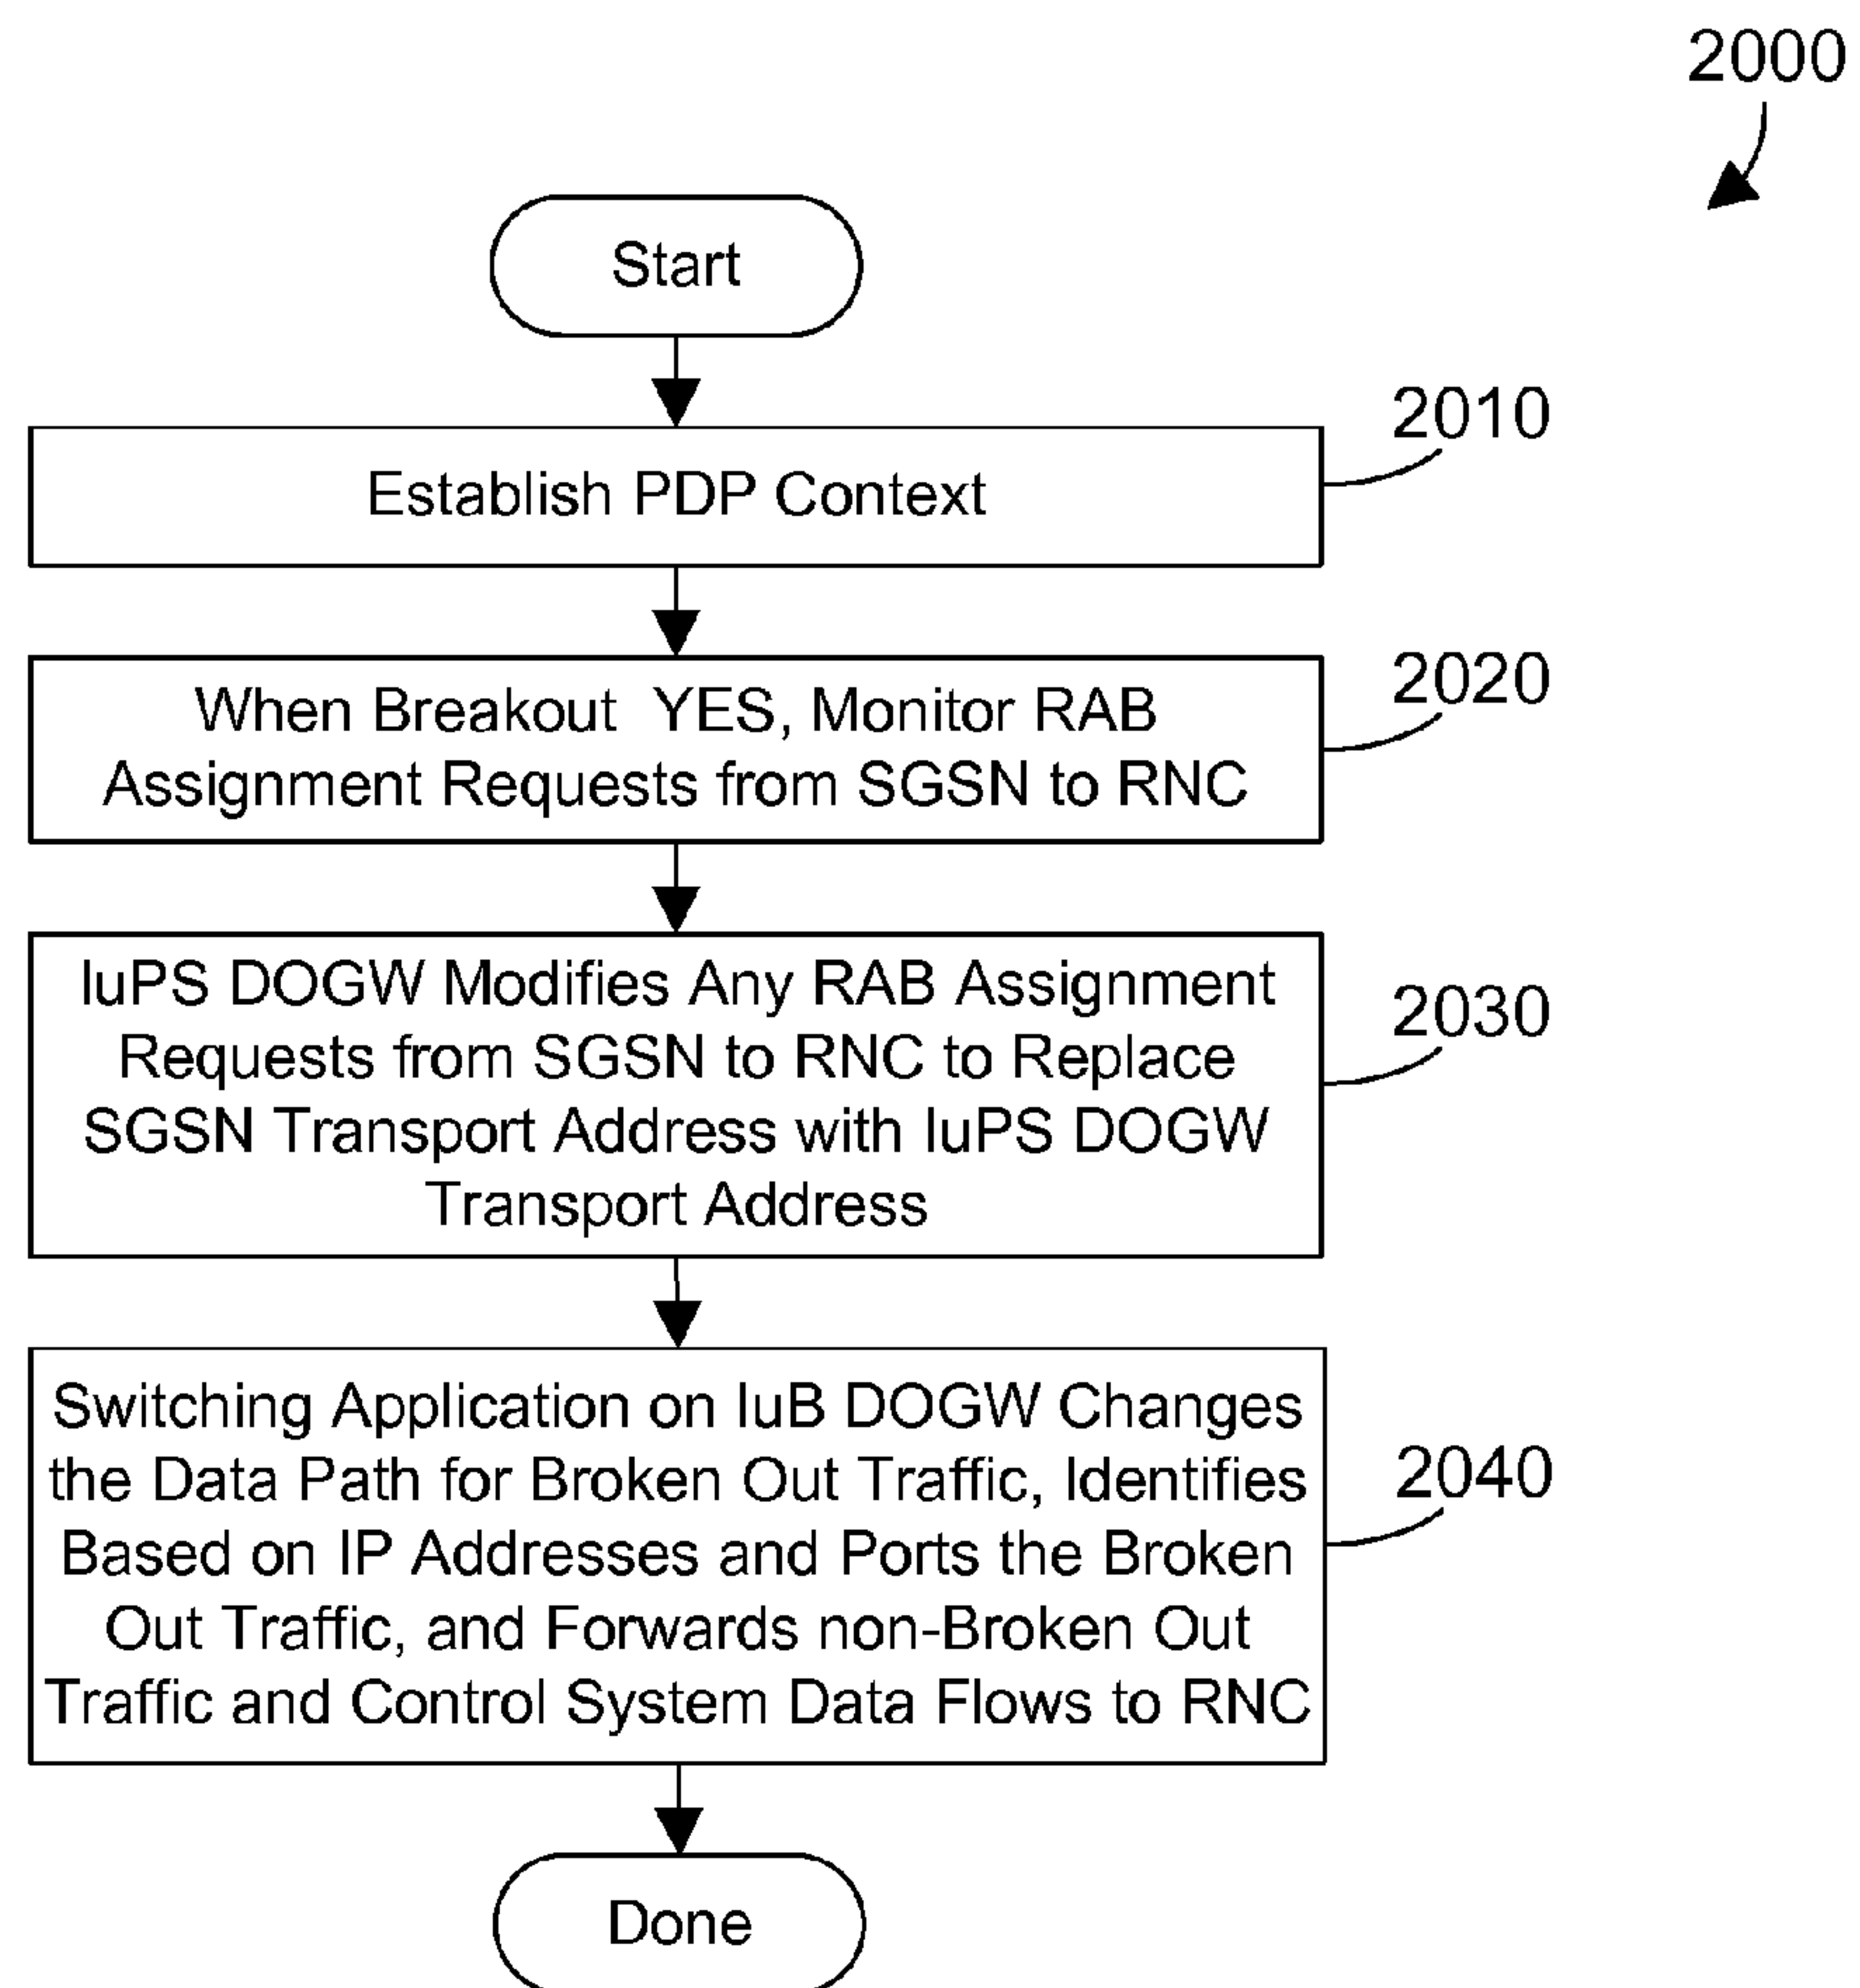 2000
Start
2010
Establish PDP Context
2020
When Breakout YES, Monitor RAB
Assignment Requests from SGSN to RNC
2030
IuPS DOGW Modifies Any RAB Assignment
Requests from SGSN to RNC to Replace
SGSN Transport Address with IuPS DOGW
Transport Address
2040
Switching Application on IuB DOGW Changes
the Data Path for Broken Out Traffic, Identifies
Based on IP Addresses and Ports the Broken
Out Traffic, and Forwards non-Broken Out
Traffic and Control System Data Flows to RNC
Done